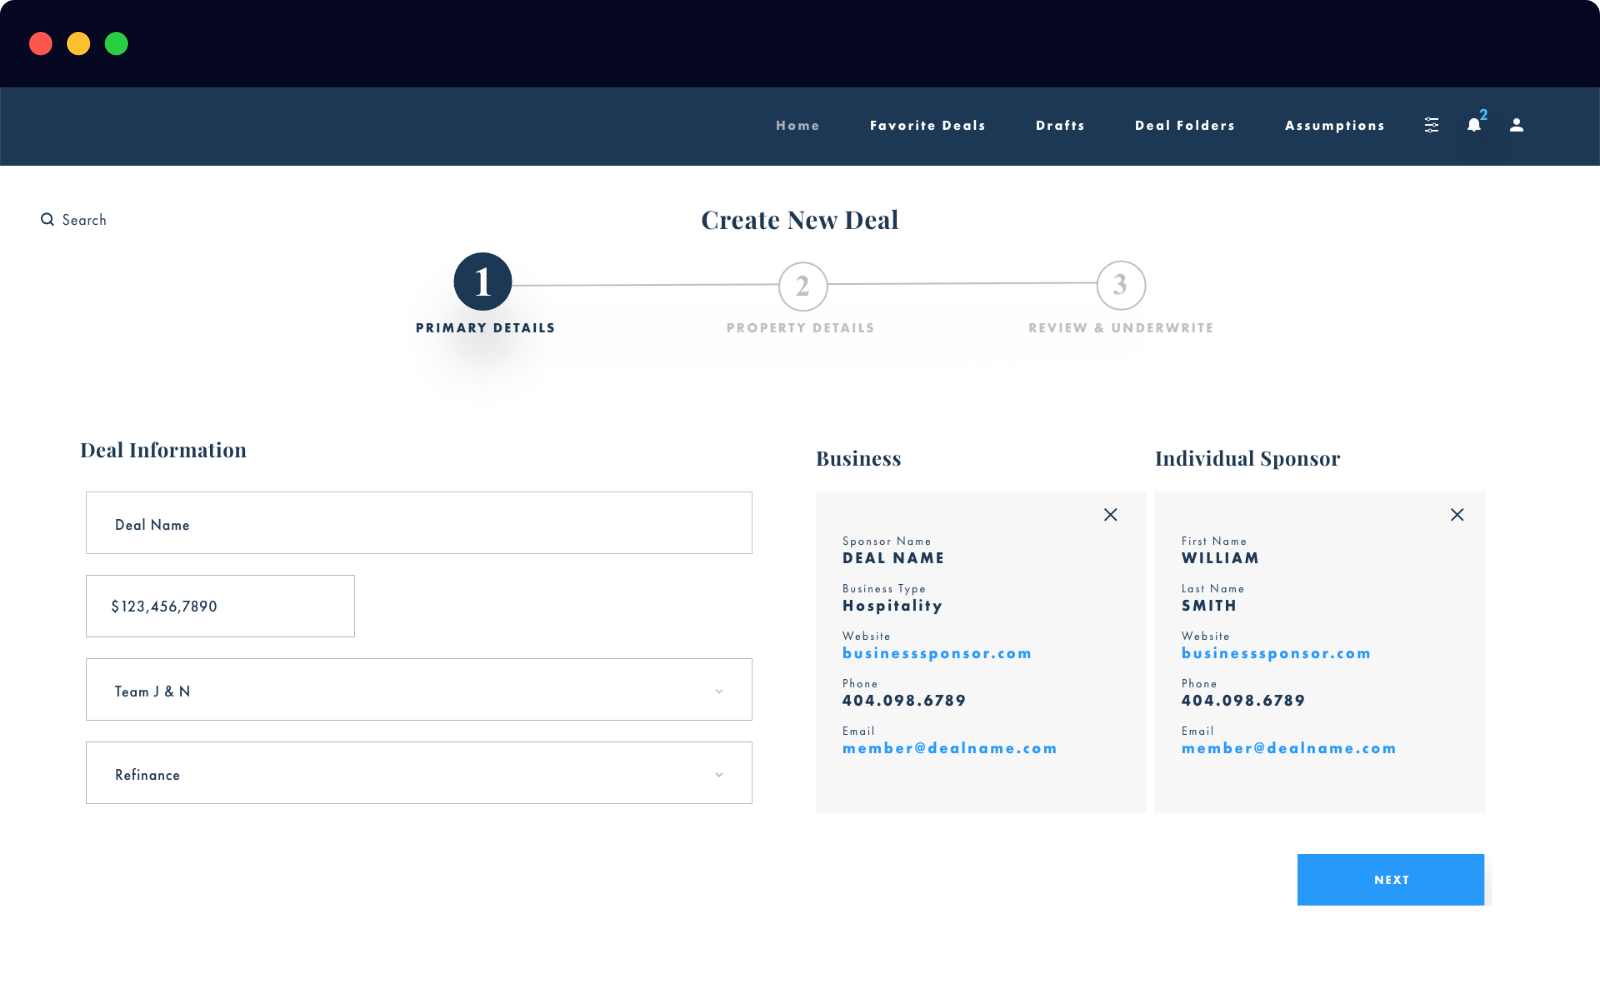 Home Favorite Deals Drafts Deal Folders Assumptions 2
Search
Create New Deal
1 2 3
PRIMARY DETAILS PROPERTY DETAILS REVIEW & UNDERWRITE
Deal Information
Deal Name
$123,456,7890
Team J & N
Refinance
Business
Sponsor Name
DEAL NAME
Business Type
Hospitality
Website
businesssponsor.com
Phone
404.098.6789
Email
member@dealname.com
Individual Sponsor
First Name
WILLIAM
Last Name
SMITH
Website
businesssponsor.com
Phone
404.098.6789
Email
member@dealname.com
NEXT